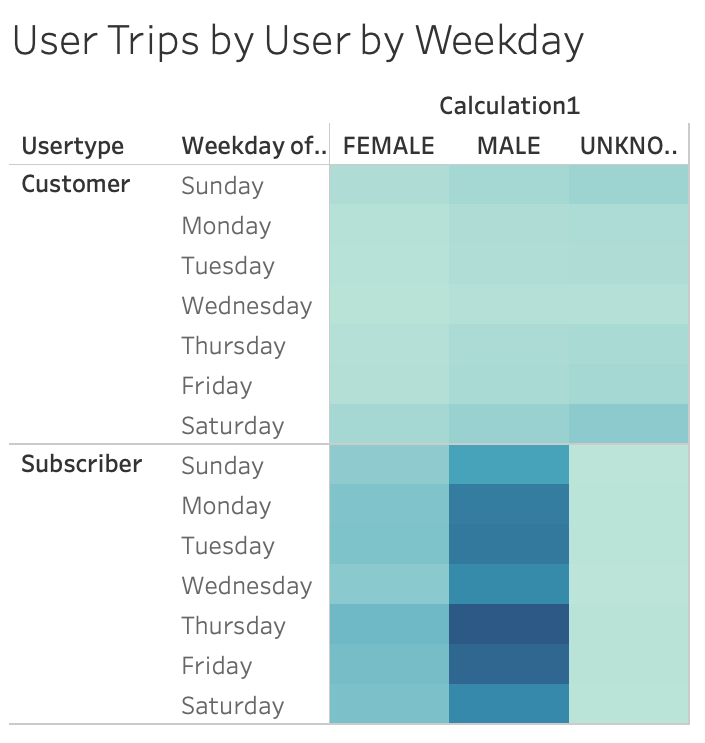 User Trips by User by Weekday
Calculation1
Usertype Weekday of.. FEMALE MALE UNKNO..
Customer Sunday
Monday
Tuesday
Wednesday
Thursday
Friday
Saturday
Subscriber Sunday
Monday
Tuesday
Wednesday
Thursday
Friday
Saturday